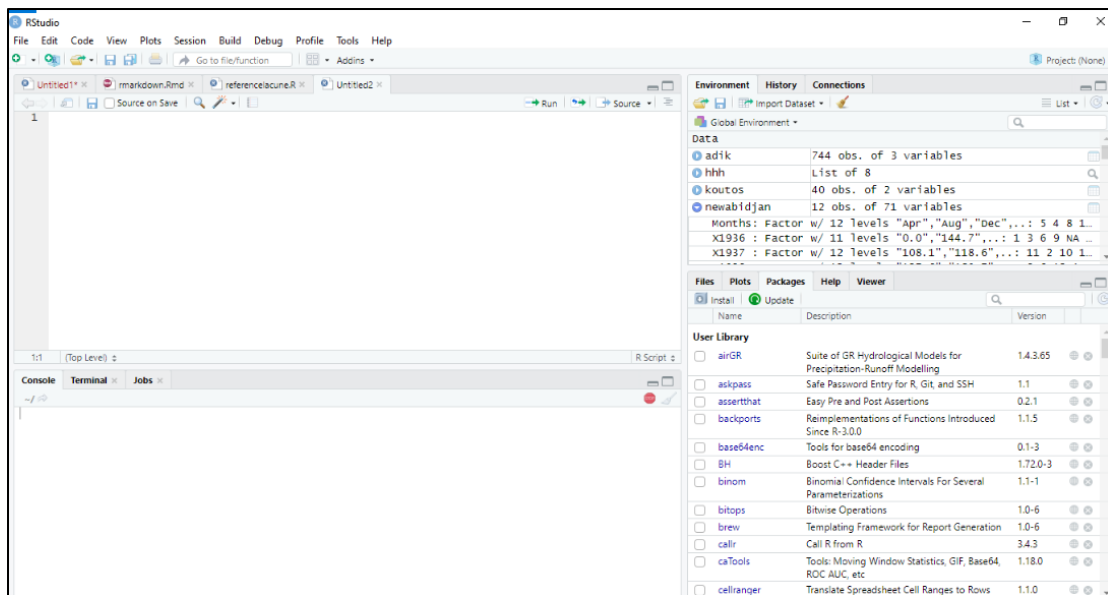 RStudio
File Edit Code View Plots Session Build Debug Profile Tools Help
Go to file/function Addins Project: (None)
Untitled1* rmarkdown.Rmd referencelacune.R Untitled2
Source on Save Run Source
1
1:1 (Top Level) R Script
Console Terminal Jobs
~/
Environment History Connections
Import Dataset List
Global Environment
Data
adik 744 obs. of 3 variables
hhh List of 8
koutos 40 obs. of 2 variables
newabidjan 12 obs. of 71 variables
Months: Factor w/ 12 levels "Apr","Aug","Dec",..: 5 4 8 1…
X1936 : Factor w/ 11 levels "0.0","144.7",..: 1 3 6 9 NA …
X1937 : Factor w/ 12 levels "108.1","118.6",..: 11 2 10 1…
Files Plots Packages Help Viewer
Install Update
Name Description Version
User Library
airGR Suite of GR Hydrological Models for 1.4.3.65
Precipitation-Runoff Modelling
askpass Safe Password Entry for R, Git, and SSH 1.1
assertthat Easy Pre and Post Assertions 0.2.1
backports Reimplementations of Functions Introduced 1.1.5
Since R-3.0.0
base64enc Tools for base64 encoding 0.1-3
BH Boost C++ Header Files 1.72.0-3
binom Binomial Confidence Intervals For Several 1.1-1
Parameterizations
bitops Bitwise Operations 1.0-6
brew Templating Framework for Report Generation 1.0-6
callr Call R from R 3.4.3
caTools Tools: Moving Window Statistics, GIF, Base64, 1.18.0
ROC AUC, etc
cellranger Translate Spreadsheet Cell Ranges to Rows 1.1.0